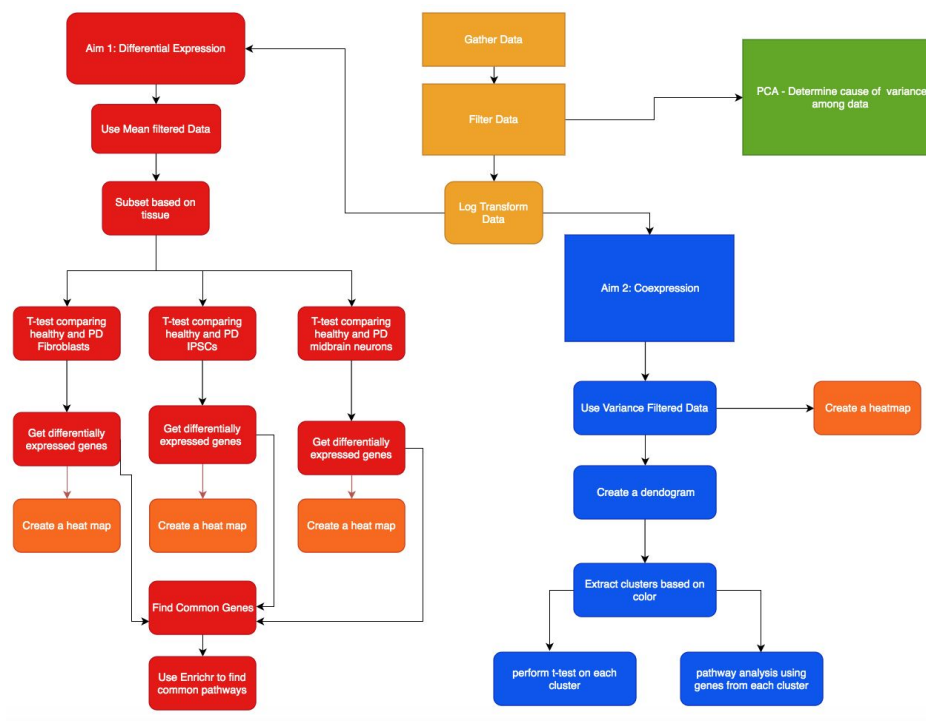 Gather Data
Aim 1: Differential Expression
PCA - Determine cause of variance
among data
Filter Data
Use Mean filtered Data
Subset based on
tissue
Log Transform
Data
Aim 2: Coexpression
T-test comparing
healthy and PD
Fibroblasts
T-test comparing
healthy and PD
IPSCs
T-test comparing
healthy and PD
midbrain neurons
Use Variance Filtered Data
Create a heatmap
Get differentially
expressed genes
Get differentially
expressed genes
Get differentially
expressed genes
Create a dendogram
Create a heat map
Create a heat map
Create a heat map
Extract clusters based on
color
Find Common Genes
Use Enrichr to find
common pathways
perform t-test on each
cluster
pathway analysis using
genes from each cluster